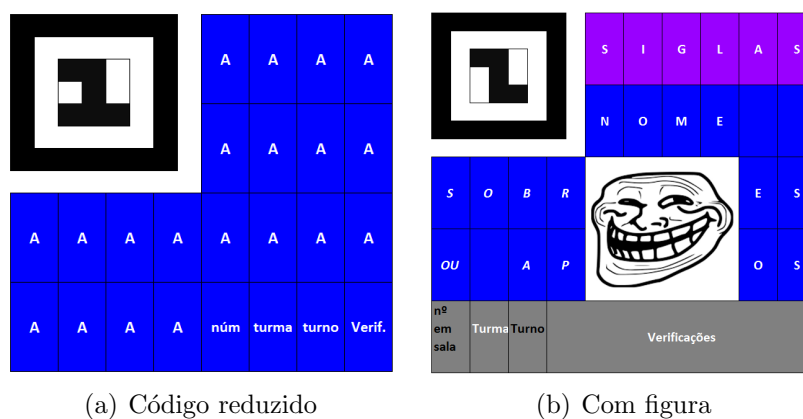 A A A A
A A A A
A A A A A A A A
A A A A núm turma turno Verif.
(a) Código reduzido
S I G L A S
N O M E
S O B R E S
OU A P O S
nº em sala Turma Turno Verificações
(b) Com figura